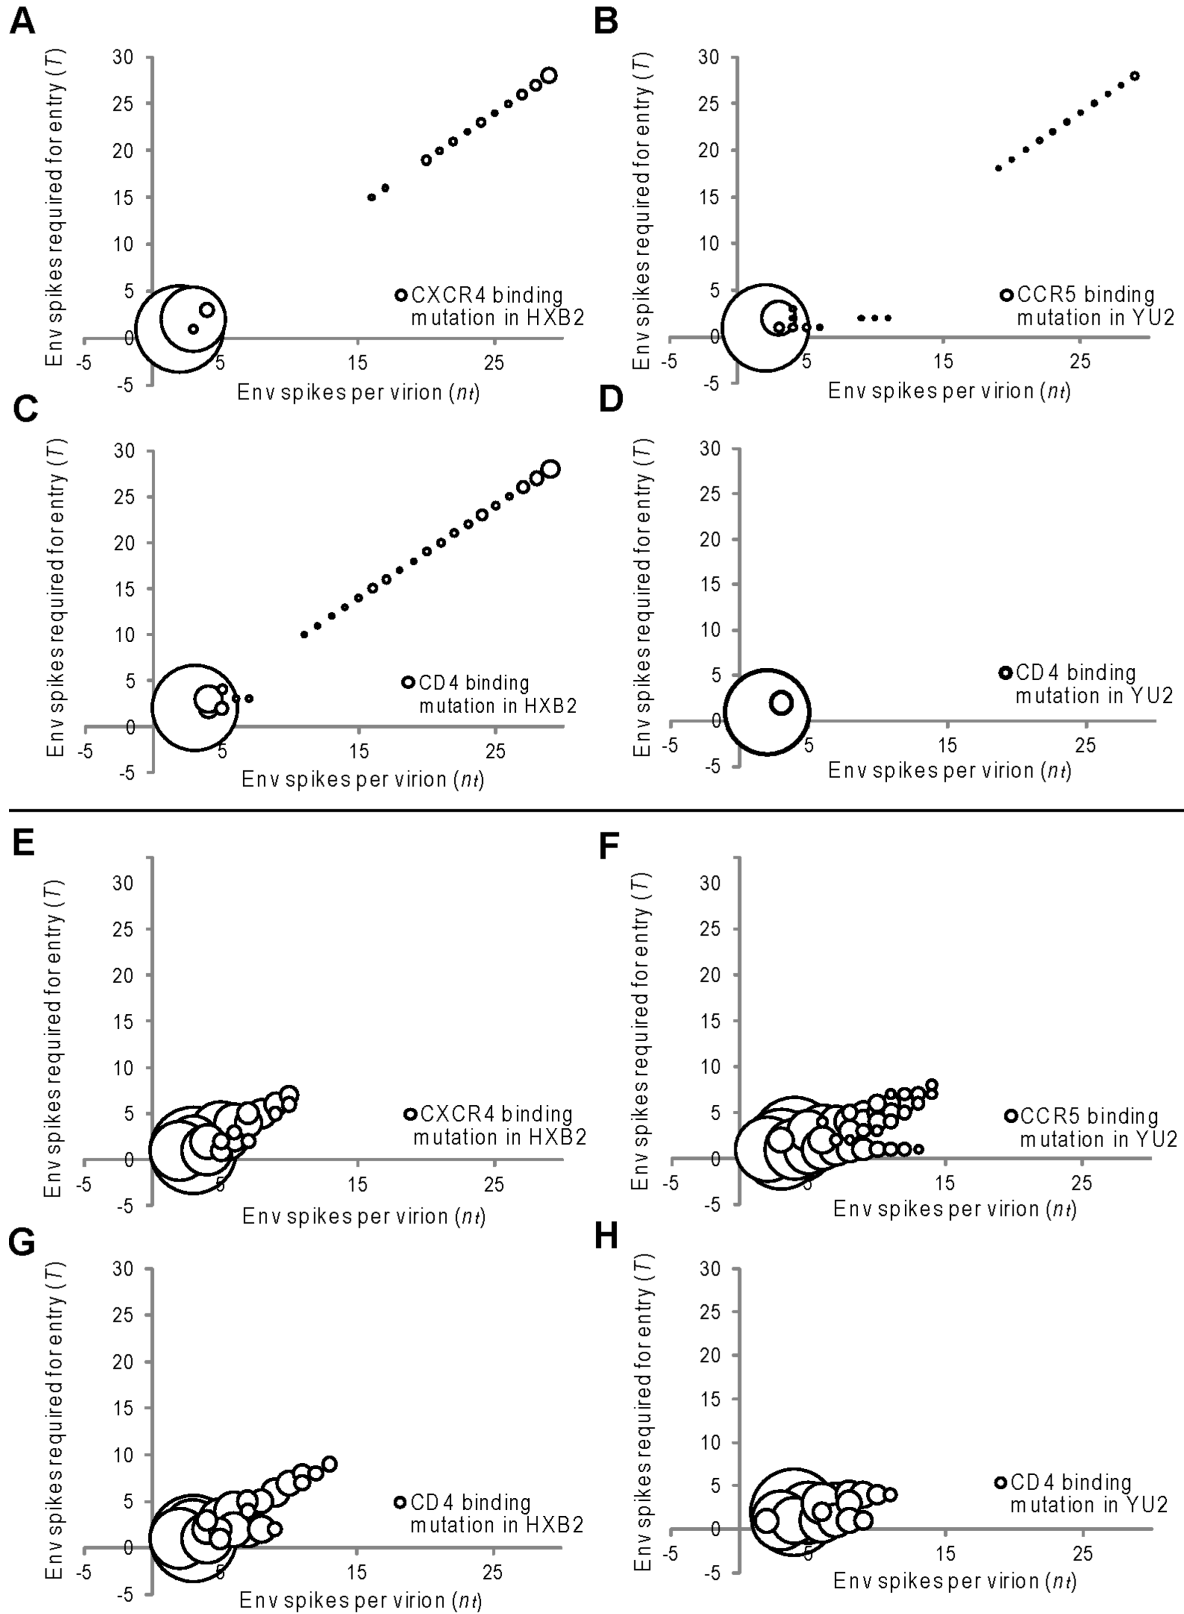 A
Env spikes required for entry (T)
30
25
20
15
10
5
0
-5
-5
5
15
25
CXCR4 binding
mutation in HXB2
Env spikes per virion (nt)
B
Env spikes required for entry (T)
30
25
20
15
10
5
0
-5
-5
5
15
25
CCR5 binding
mutation in YU2
Env spikes per virion (nt)
C
Env spikes required for entry (T)
30
25
20
15
10
5
0
-5
-5
5
15
25
CD4 binding
mutation in HXB2
Env spikes per virion (nt)
D
Env spikes required for entry (T)
30
25
20
15
10
5
0
-5
-5
5
15
25
CD4 binding
mutation in YU2
Env spikes per virion (nt)
E
Env spikes required for entry (T)
30
25
20
15
10
5
0
-5
-5
5
15
25
CXCR4 binding
mutation in HXB2
Env spikes per virion (nt)
F
Env spikes required for entry (T)
30
25
20
15
10
5
0
-5
-5
5
15
25
CCR5 binding
mutation in YU2
Env spikes per virion (nt)
G
Env spikes required for entry (T)
30
25
20
15
10
5
0
-5
-5
5
15
25
CD4 binding
mutation in HXB2
Env spikes per virion (nt)
H
Env spikes required for entry (T)
30
25
20
15
10
5
0
-5
-5
5
15
25
CD4 binding
mutation in YU2
Env spikes per virion (nt)